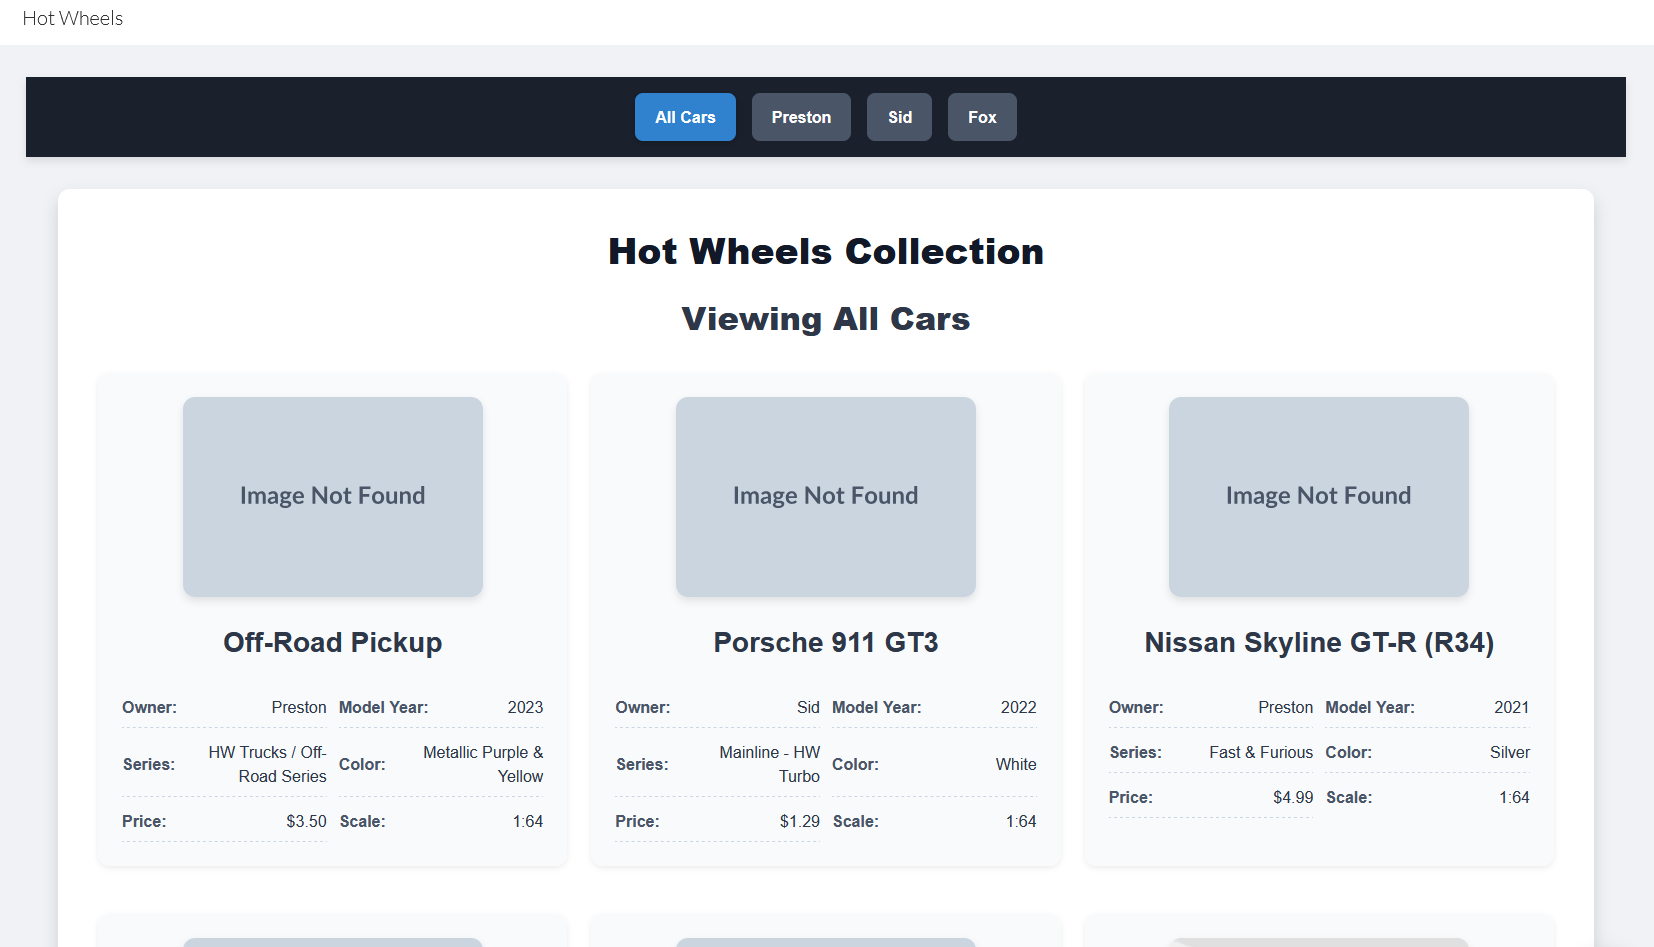 Hot Wheels
All Cars
Preston
Sid
Fox
Hot Wheels Collection
Viewing All Cars
Image Not Found
Off-Road Pickup
Owner: Preston Model Year: 2023
Series: HW Trucks / Off-
Road Series
Color: Metallic Purple &
Yellow
Price: $3.50 Scale: 1:64
Image Not Found
Porsche 911 GT3
Owner: Sid Model Year: 2022
Series: Mainline - HW
Turbo
Color: White
Price: $1.29 Scale: 1:64
Image Not Found
Nissan Skyline GT-R (R34)
Owner: Preston Model Year: 2021
Series: Fast & Furious Color: Silver
Price: $4.99 Scale: 1:64